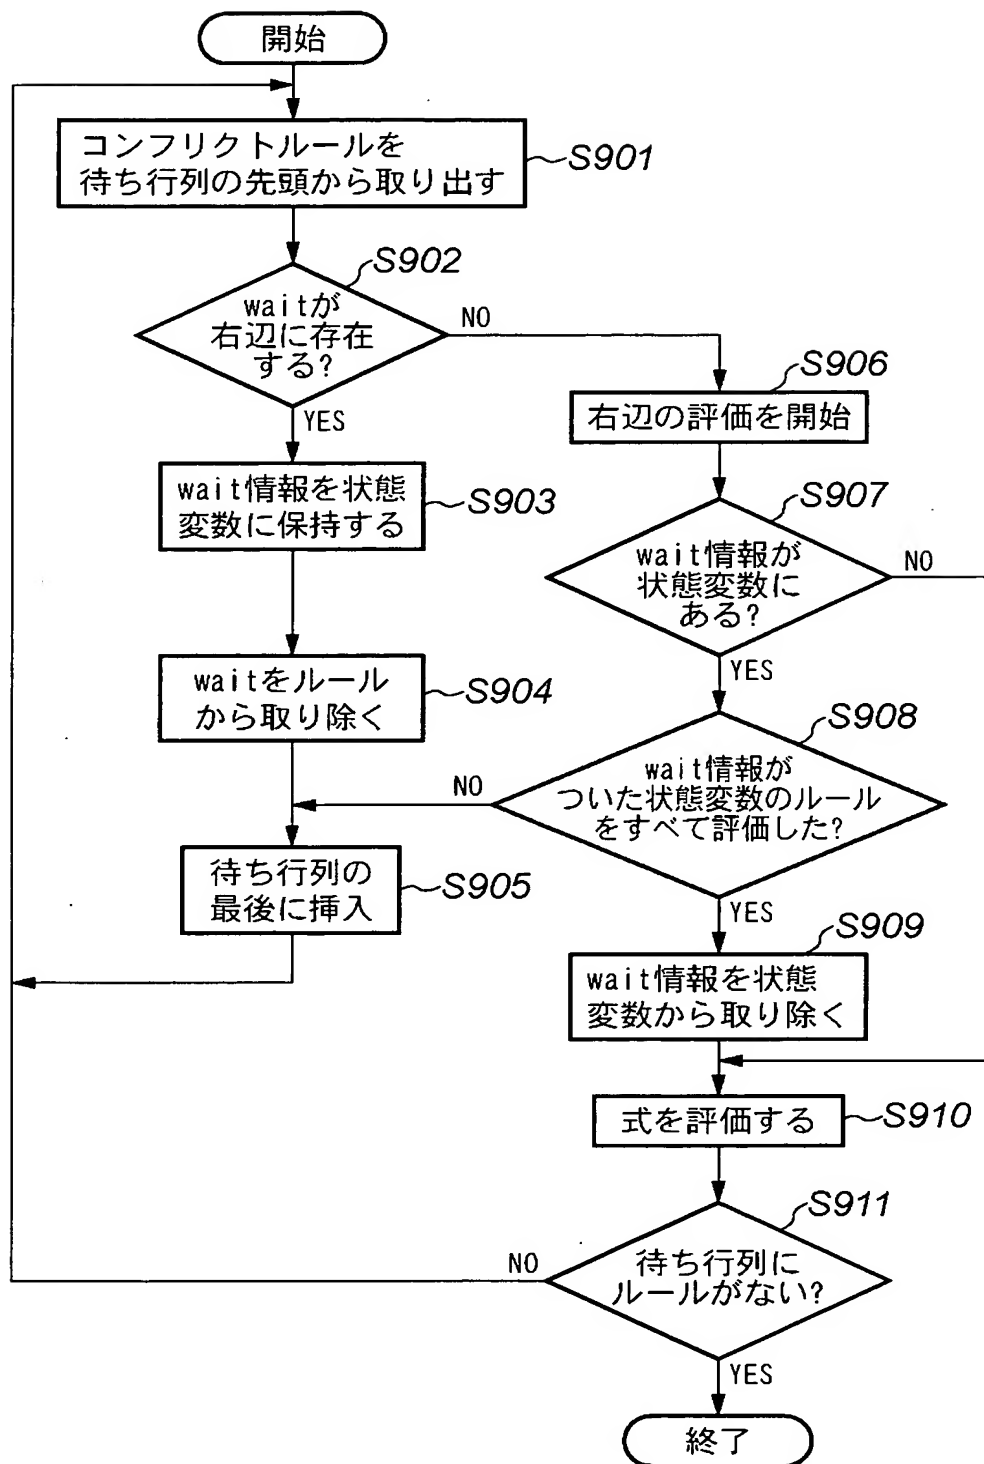 開始
コンフリクトルールを
待ち行列の先頭から取り出す
S901
S902
waitが
右辺に存在
する?
NO
YES
wait情報を状態
変数に保持する
S903
waitをルール
から取り除く
S904
待ち行列の
最後に挿入
S905
S906
右辺の評価を開始
S907
wait情報が
状態変数に
ある?
NO
YES
S908
wait情報が
ついた状態変数のルール
をすべて評価した?
NO
YES
S909
wait情報を状態
変数から取り除く
式を評価する
S910
S911
待ち行列に
ルールがない?
NO
YES
終了